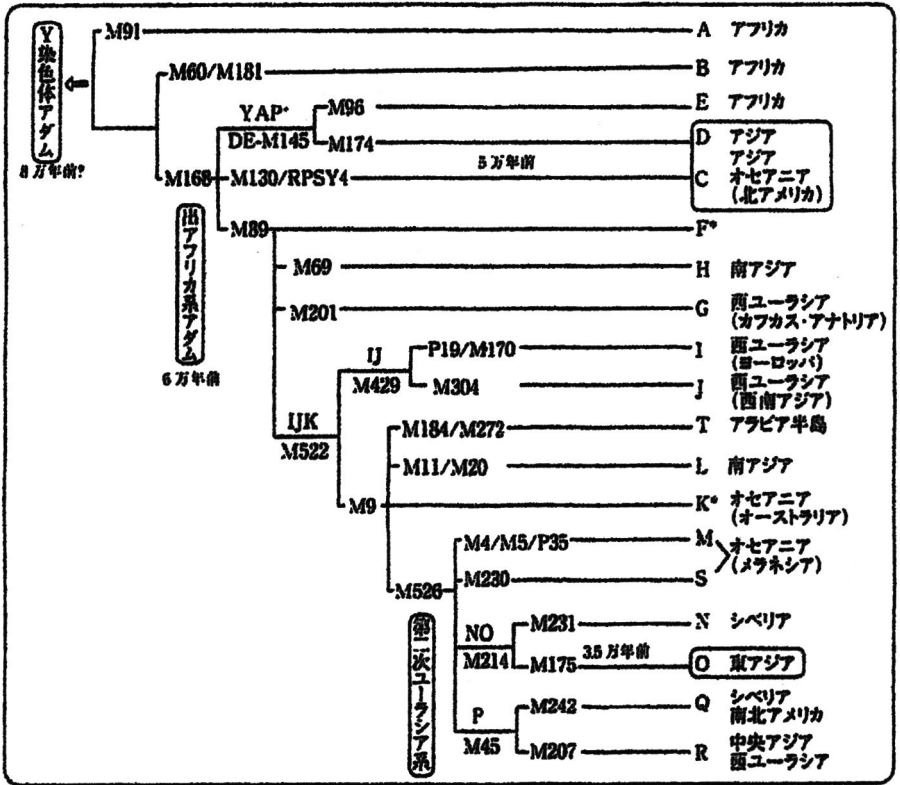 Y染色体アダム
8万年前?
M91
A アフリカ
M60/M181
B アフリカ
YAP+
M96
E アフリカ
DE-M145
M174
D アジア
M168
M130/RPSY4
5万年前
C アジア
オセアニア
(北アメリカ)
出アフリカ系アダム
6万年前
M89
F*
M69
H 南アジア
M201
G 西ユーラシア
(カフカス・アナトリア)
IJ
M429
P19/M170
I 西ユーラシア
(ヨーロッパ)
M304
J 西ユーラシア
(西南アジア)
IJK
M522
M184/M272
T アラビア半島
M11/M20
L 南アジア
M9
K* オセアニア
(オーストラリア)
M4/M5/P35
M オセアニア
(メラネシア)
M526
M230
S
第二次ユーラシア系
NO
M214
M231
N シベリア
M175
3.5万年前
O 東アジア
P
M45
M242
Q シベリア
南北アメリカ
M207
R 中央アジア
西ユーラシア